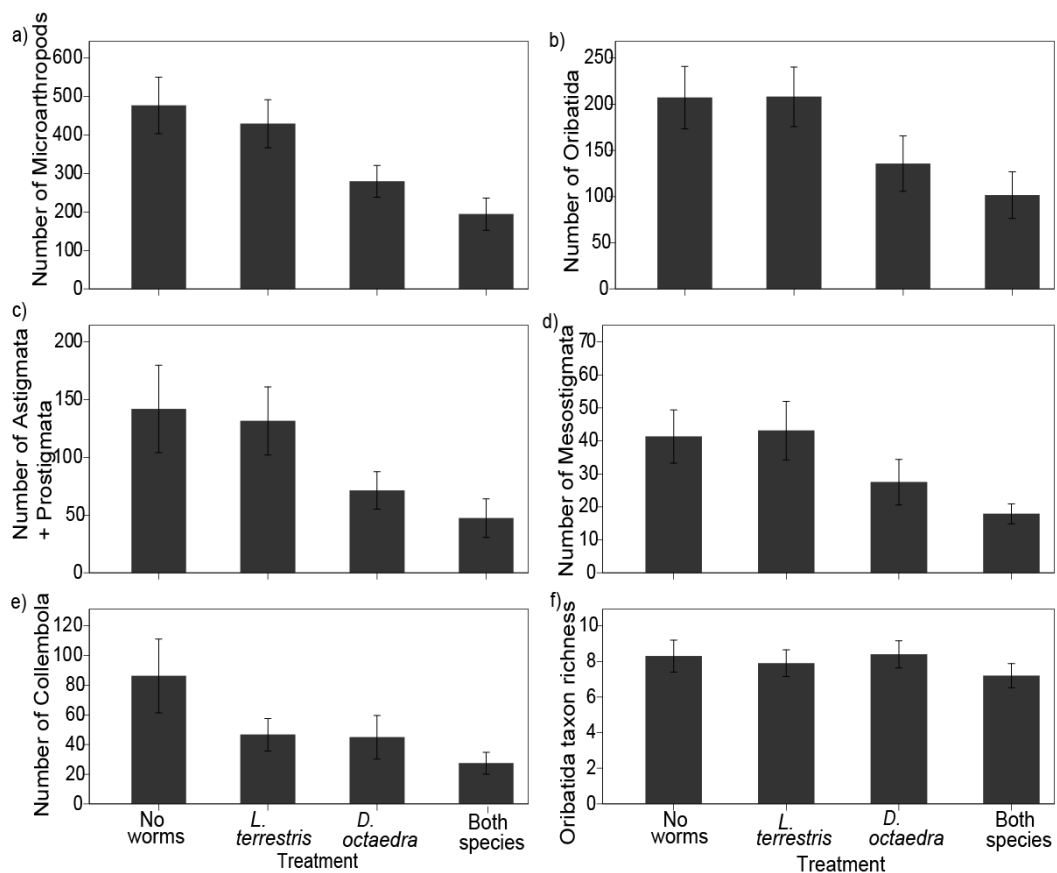 a)
Number of Microarthropods
600
500
400
300
200
100
0
b)
Number of Oribatida
250
200
150
100
50
0
c)
Number of Astigmata
+ Prostigmata
200
150
100
50
0
d)
Number of Mesostigmata
70
60
50
40
30
20
10
0
e)
Number of Collembola
120
100
80
60
40
20
0
No
worms
L.
terrestris
D.
octaedra
Both
species
Treatment
f)
Oribatida taxon richness
10
8
6
4
2
0
No
worms
L.
terrestris
D.
octaedra
Both
species
Treatment